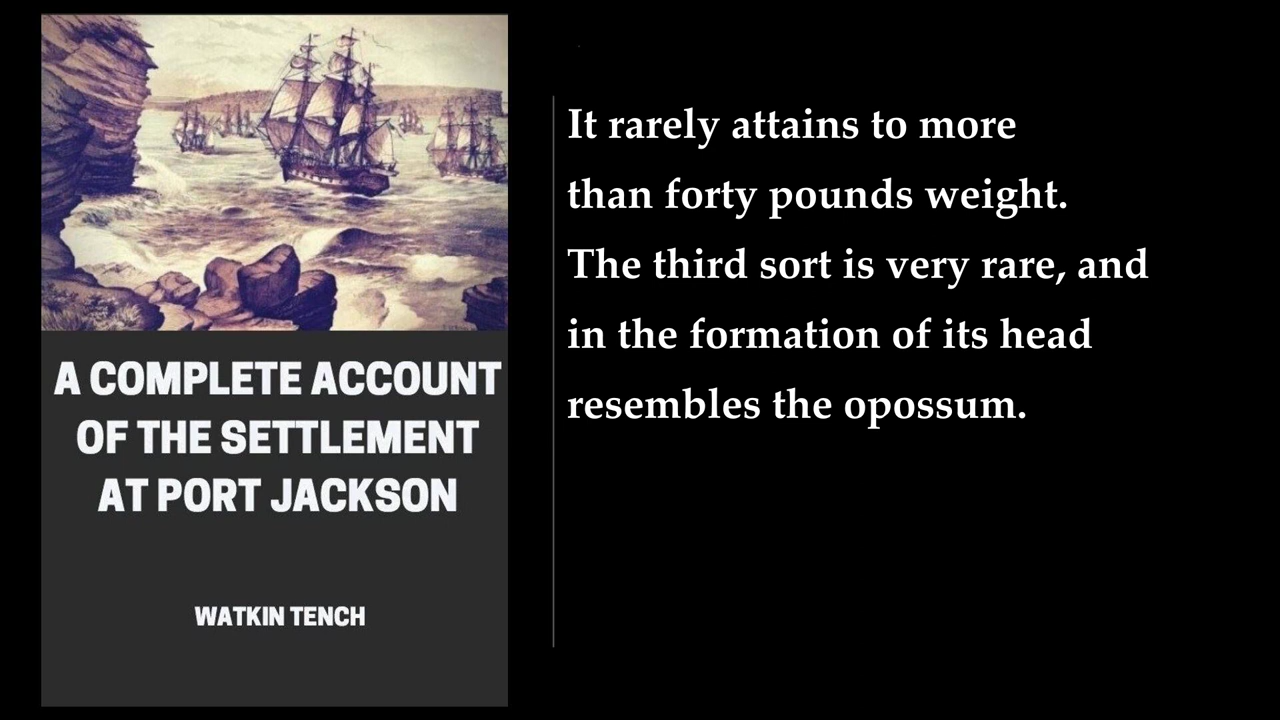 A COMPLETE ACCOUNT
OF THE SETTLEMENT
AT PORT JACKSON
WATKIN TENCH
It rarely attains to more
than forty pounds weight.
The third sort is very rare, and
in the formation of its head
resembles the opossum.